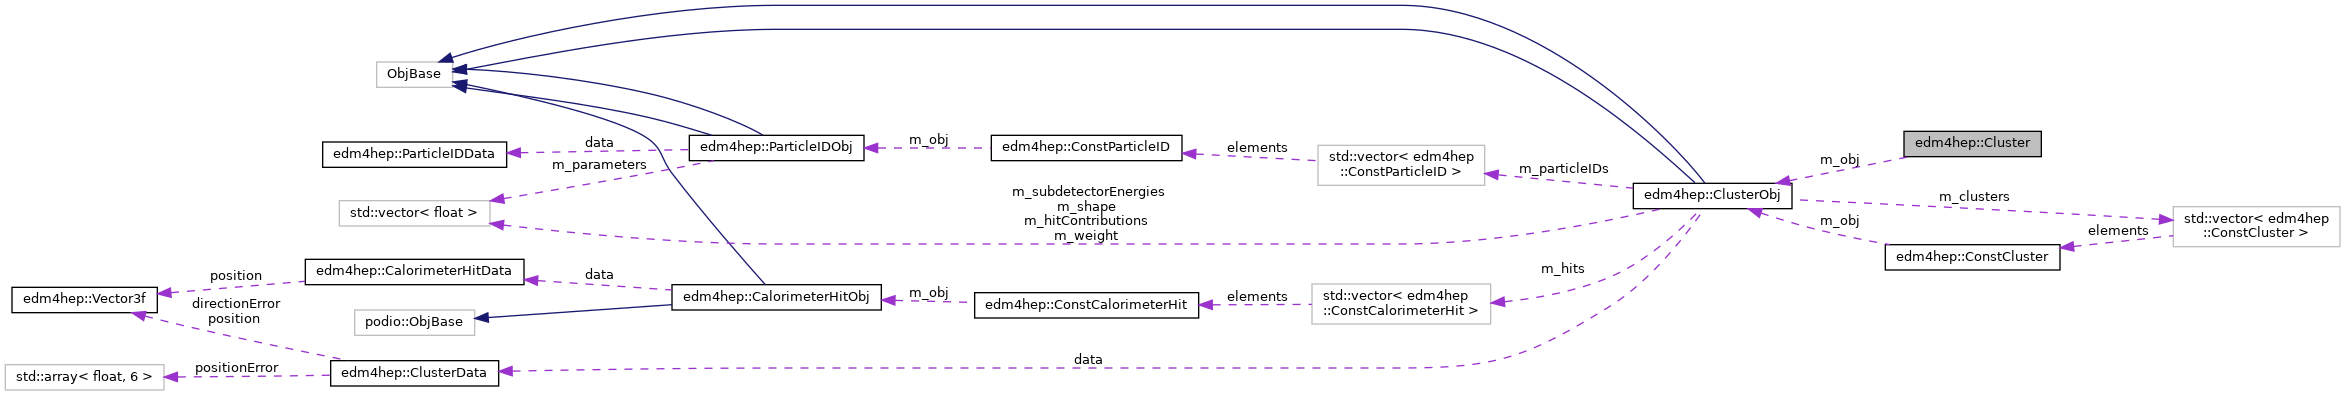 ObjBase
edm4hep::ParticleIDData
data
m_parameters
edm4hep::ParticleIDObj
m_obj
edm4hep::ConstParticleID
elements
std::vector< edm4hep
::ConstParticleID >
m_particleIDs
edm4hep::ClusterObj
m_obj
edm4hep::Cluster
std::vector< float >
m_subdetectorEnergies
m_shape
m_hitContributions
m_weight
m_clusters
m_obj
edm4hep::ConstCluster
elements
std::vector< edm4hep
::ConstCluster >
edm4hep::Vector3f
position
directionError
position
edm4hep::CalorimeterHitData
data
edm4hep::CalorimeterHitObj
m_obj
edm4hep::ConstCalorimeterHit
elements
std::vector< edm4hep
::ConstCalorimeterHit >
m_hits
podio::ObjBase
std::array< float, 6 >
positionError
edm4hep::ClusterData
data